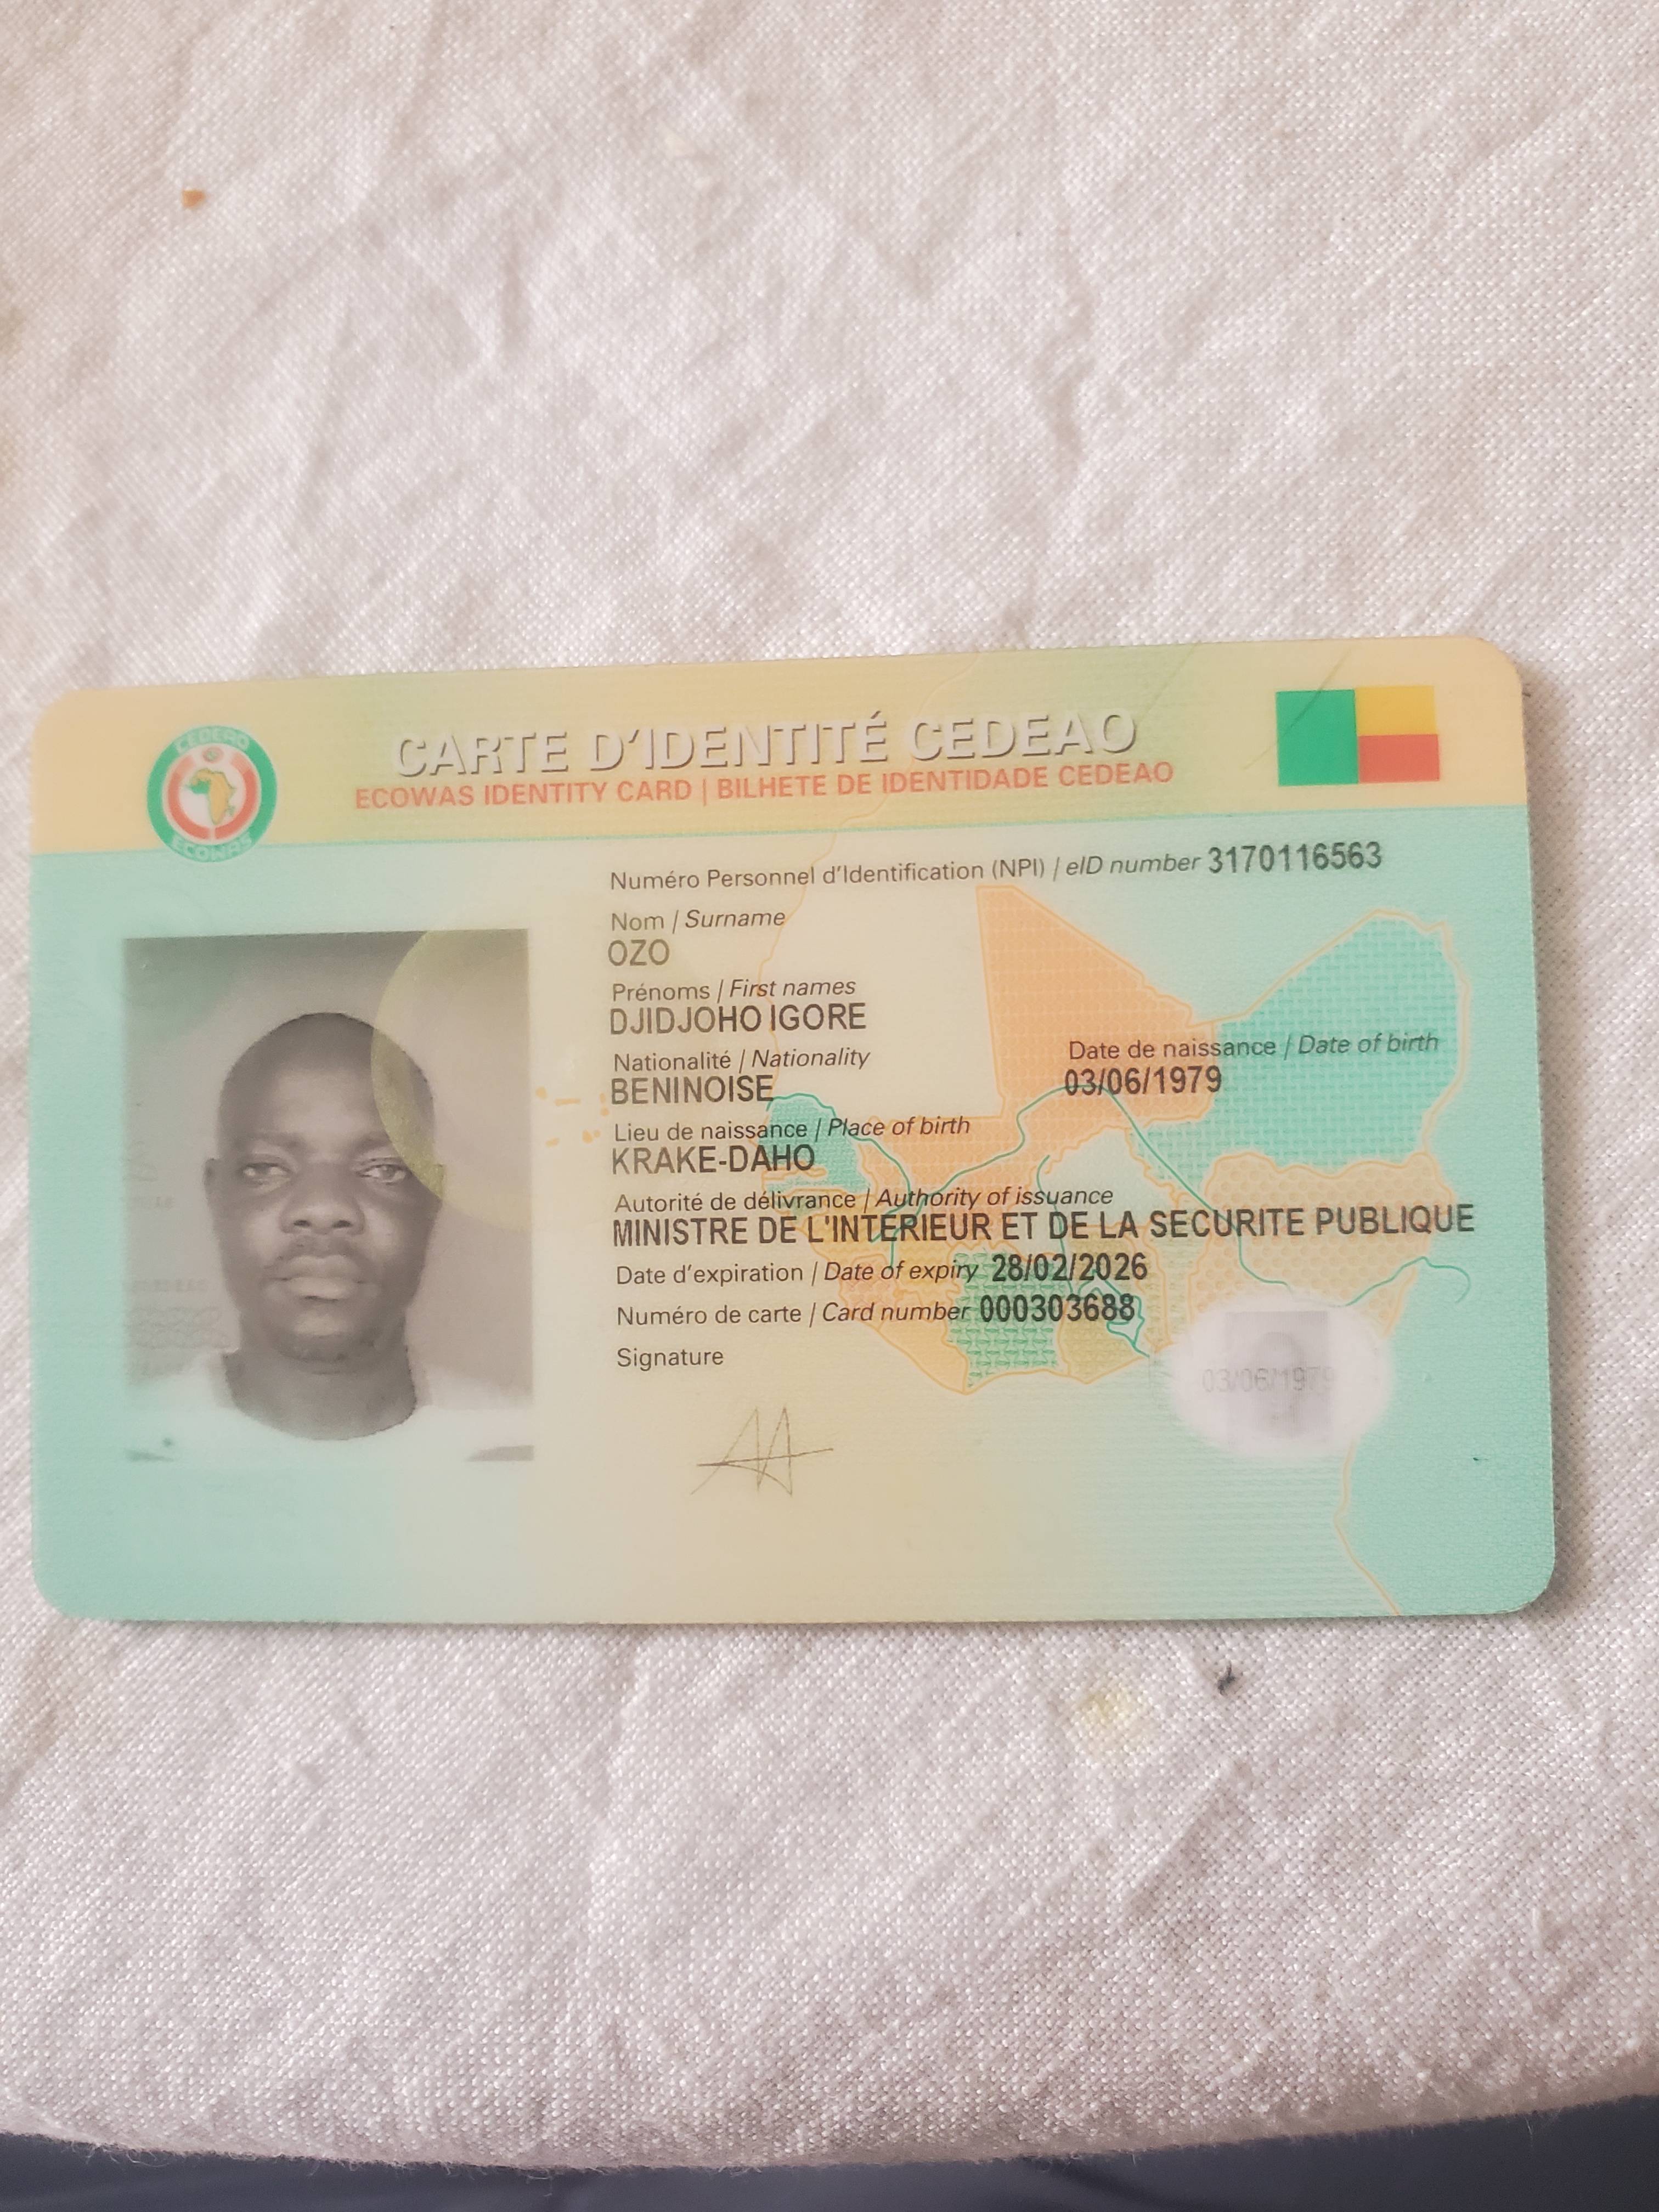 CEDEAO
ECOWAS
CARTE D'IDENTITÉ CEDEAO
ECOWAS IDENTITY CARD | BILHETE DE IDENTIDADE CEDEAO
Numéro Personnel d'Identification (NPI) / eID number 3170116563
Nom / Surname
OZO
Prénoms / First names
DJIDJOHO IGORE
Nationalité / Nationality
BENINOISE
Date de naissance / Date of birth
03/06/1979
Lieu de naissance / Place of birth
KRAKE-DAHO
Autorité de délivrance / Authority of issuance
MINISTRE DE L'INTERIEUR ET DE LA SECURITE PUBLIQUE
Date d'expiration / Date of expiry 28/02/2026
Numéro de carte / Card number 000303688
Signature
03/06/1979